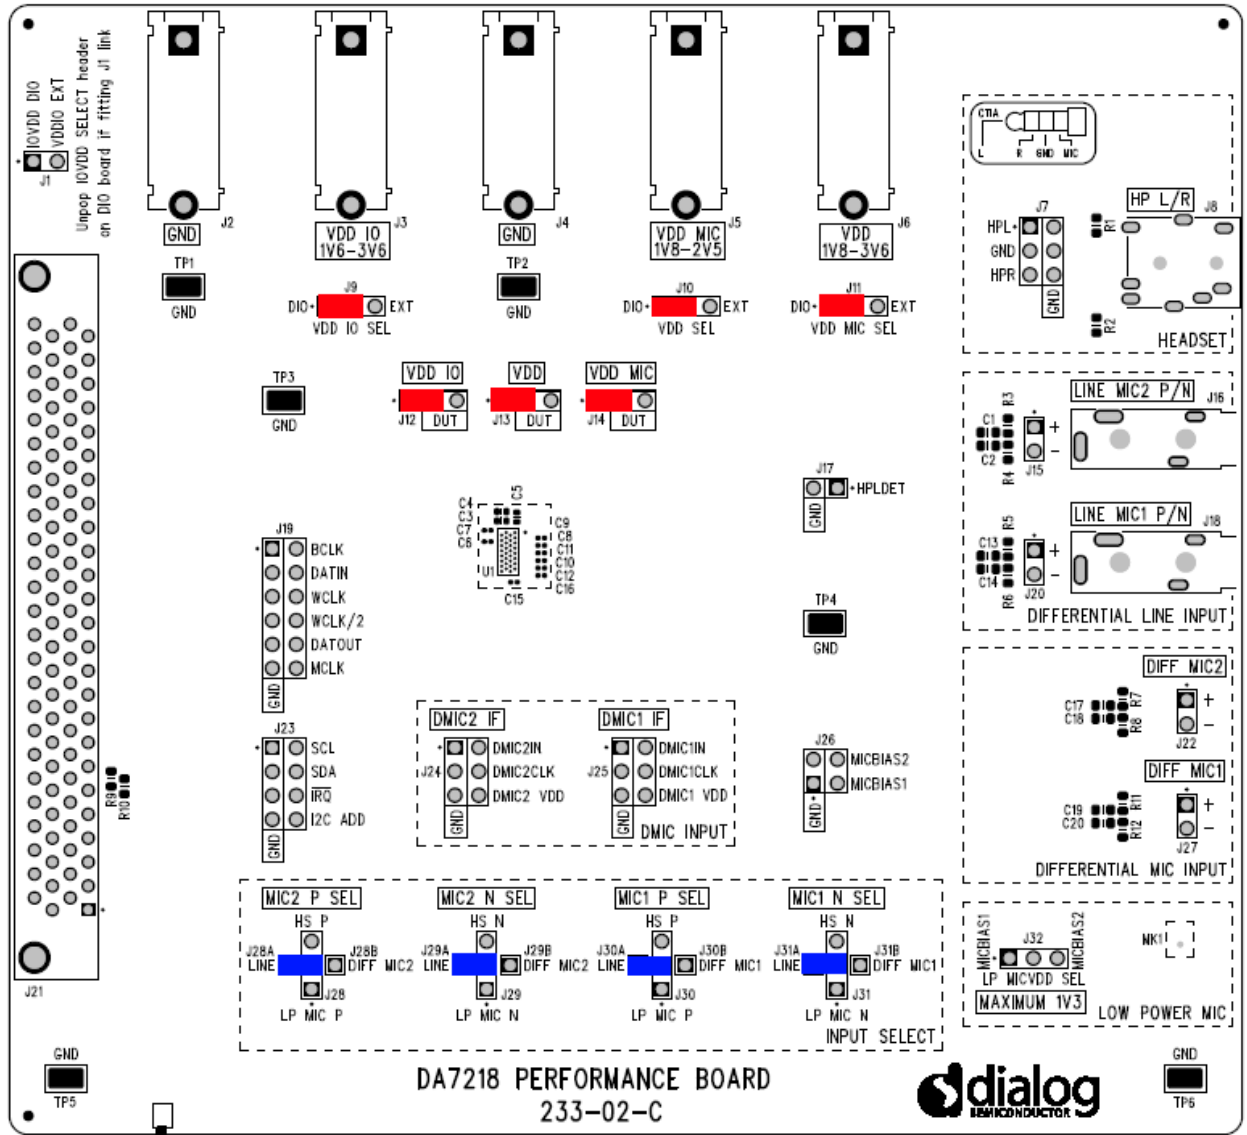 IOVDD DIO
VDDIO EXT
J1
Unpop IOVDD SELECT header
on DIO board if fitting J1 link
J2
GND
J3
VDD IO
1V6-3V6
J4
GND
J5
VDD MIC
1V8-2V5
J6
VDD
1V8-3V6
TP1
GND
TP2
GND
J9
DIO EXT
VDD IO SEL
J10
DIO EXT
VDD SEL
J11
DIO EXT
VDD MIC SEL
TP3
GND
VDD IO
J12 DUT
VDD
J13 DUT
VDD MIC
J14 DUT
CTIA
L R GND MIC
J7
HPL
GND
HPR
GND
HP L/R
J8
R1
R2
HEADSET
LINE MIC2 P/N
J16
R3
C1
C2
R4
+
-
J15
LINE MIC1 P/N
J18
R5
C13
C14
R6
+
-
J20
DIFFERENTIAL LINE INPUT
J17
HPLDET
GND
C4
C3
C5
C7
C6
C9
C8
C11
C10
C12
C16
U1
C15
J19
BCLK
DATIN
WCLK
WCLK/2
DATOUT
MCLK
GND
TP4
GND
J23
SCL
SDA
IRQ
I2C ADD
GND
R9
R10
DMIC2 IF
DMIC2IN
J24 DMIC2CLK
DMIC2 VDD
GND
DMIC1 IF
DMIC1IN
J25 DMIC1CLK
DMIC1 VDD
GND
DMIC INPUT
J26
MICBIAS2
MICBIAS1
GND
DIFF MIC2
C17
C18
R7
R8
+
-
J22
DIFF MIC1
C19
C20
R11
R12
+
-
J27
DIFFERENTIAL MIC INPUT
MIC2 P SEL
HS P
J28A J28B
LINE DIFF MIC2
J28
LP MIC P
MIC2 N SEL
HS N
J29A J29B
LINE DIFF MIC2
J29
LP MIC N
MIC1 P SEL
HS P
J30A J30B
LINE DIFF MIC1
J30
LP MIC P
MIC1 N SEL
HS N
J31A J31B
LINE DIFF MIC1
J31
LP MIC N
INPUT SELECT
MICBIAS1
J32
MICBIAS2
LP MICVDD SEL
MAXIMUM 1V3
MK1
LOW POWER MIC
J21
GND
TP5
DA7218 PERFORMANCE BOARD
233-02-C
dialog
SEMICONDUCTOR
GND
TP6